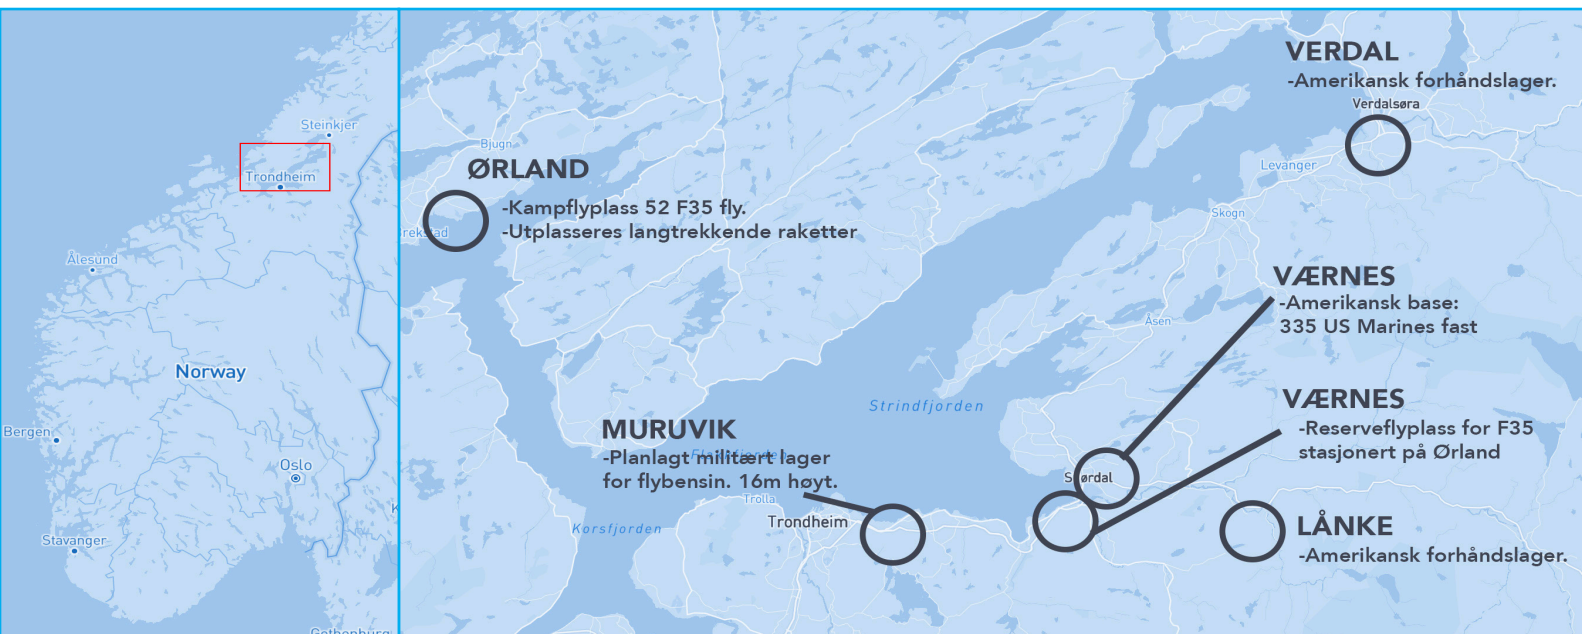 Steinkjer
Trondheim
Ålesund
Norway
Bergen
Oslo
Stavanger
Gothenburg
VERDAL
-Amerikansk forhåndslager.
Verdalsøra
Levanger
Skogn
Bjugn
ØRLAND
-Kampflyplass 52 F35 fly.
-Utplasseres langtrekkende raketter
VÆRNES
-Amerikansk base:
335 US Marines fast
Åsen
VÆRNES
-Reserveflyplass for F35
stasjonert på Ørland
Strindfjorden
MURUVIK
-Planlagt militært lager
for flybensin. 16m høyt.
Trolla
Trondheim
Korsfjorden
LÅNKE
-Amerikansk forhåndslager.